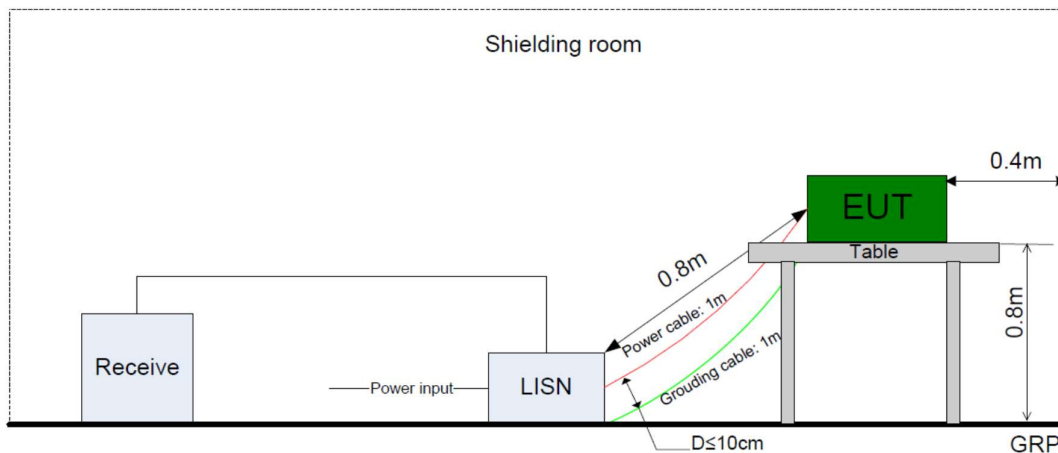 Shielding room
0.4m
EUT
Table
0.8m
0.8m
Power cable: 1m
Grouding cable: 1m
Receive
Power input
LISN
D≤10cm
GRP